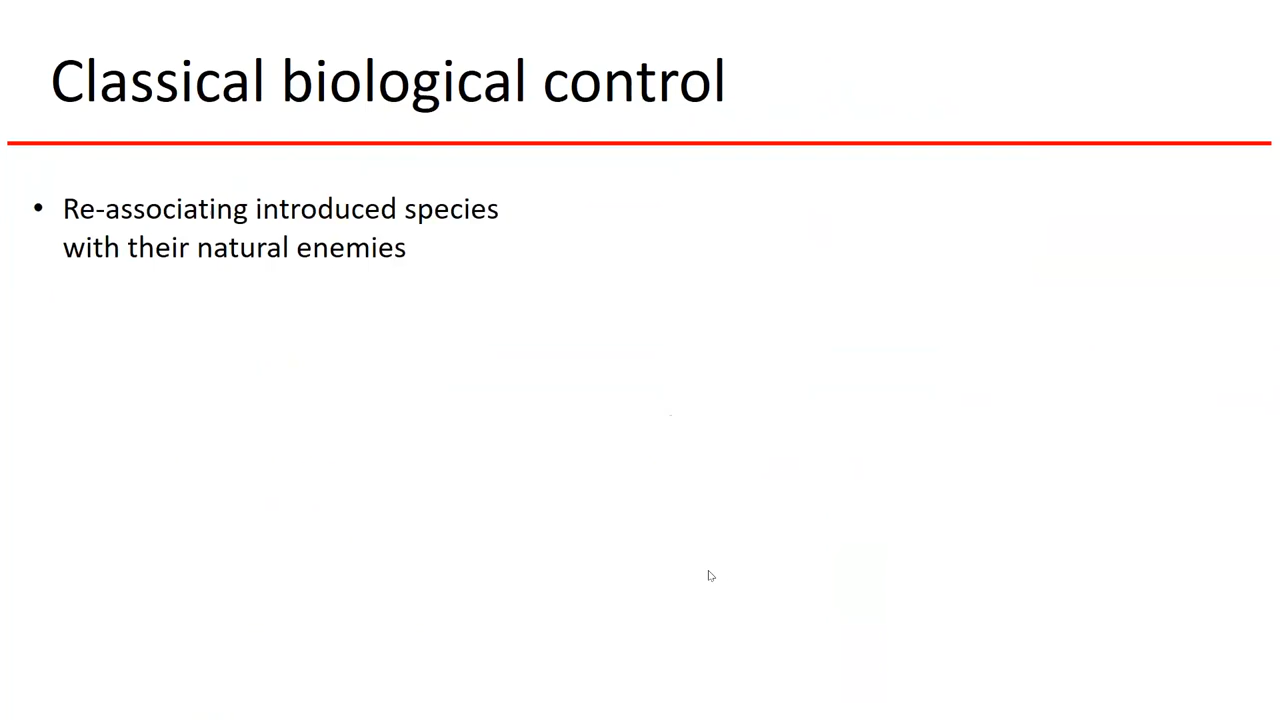 Classical biological control
• Re-associating introduced species
with their natural enemies